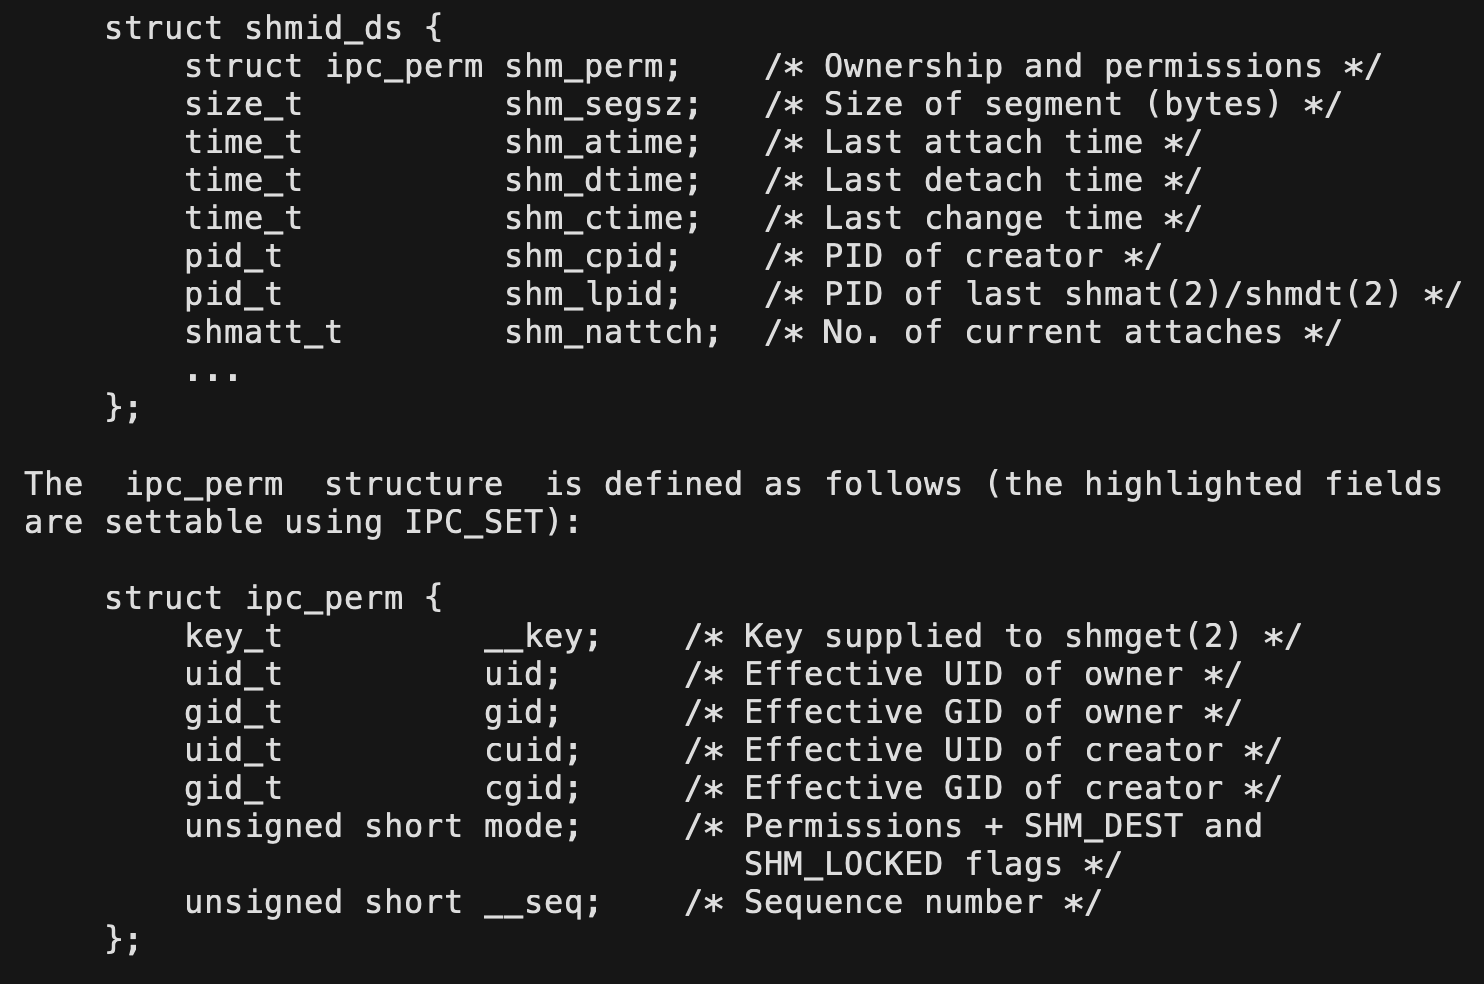 struct shmid_ds {
    struct ipc_perm shm_perm;    /* Ownership and permissions */
    size_t          shm_segsz;   /* Size of segment (bytes) */
    time_t          shm_atime;   /* Last attach time */
    time_t          shm_dtime;   /* Last detach time */
    time_t          shm_ctime;   /* Last change time */
    pid_t           shm_cpid;    /* PID of creator */
    pid_t           shm_lpid;    /* PID of last shmat(2)/shmdt(2) */
    shmatt_t        shm_nattch;  /* No. of current attaches */
    ...
};
The  ipc_perm  structure  is defined as follows (the highlighted fields
are settable using IPC_SET):
struct ipc_perm {
    key_t          __key;    /* Key supplied to shmget(2) */
    uid_t          uid;      /* Effective UID of owner */
    gid_t          gid;      /* Effective GID of owner */
    uid_t          cuid;     /* Effective UID of creator */
    gid_t          cgid;     /* Effective GID of creator */
    unsigned short mode;     /* Permissions + SHM_DEST and
                                SHM_LOCKED flags */
    unsigned short __seq;    /* Sequence number */
};